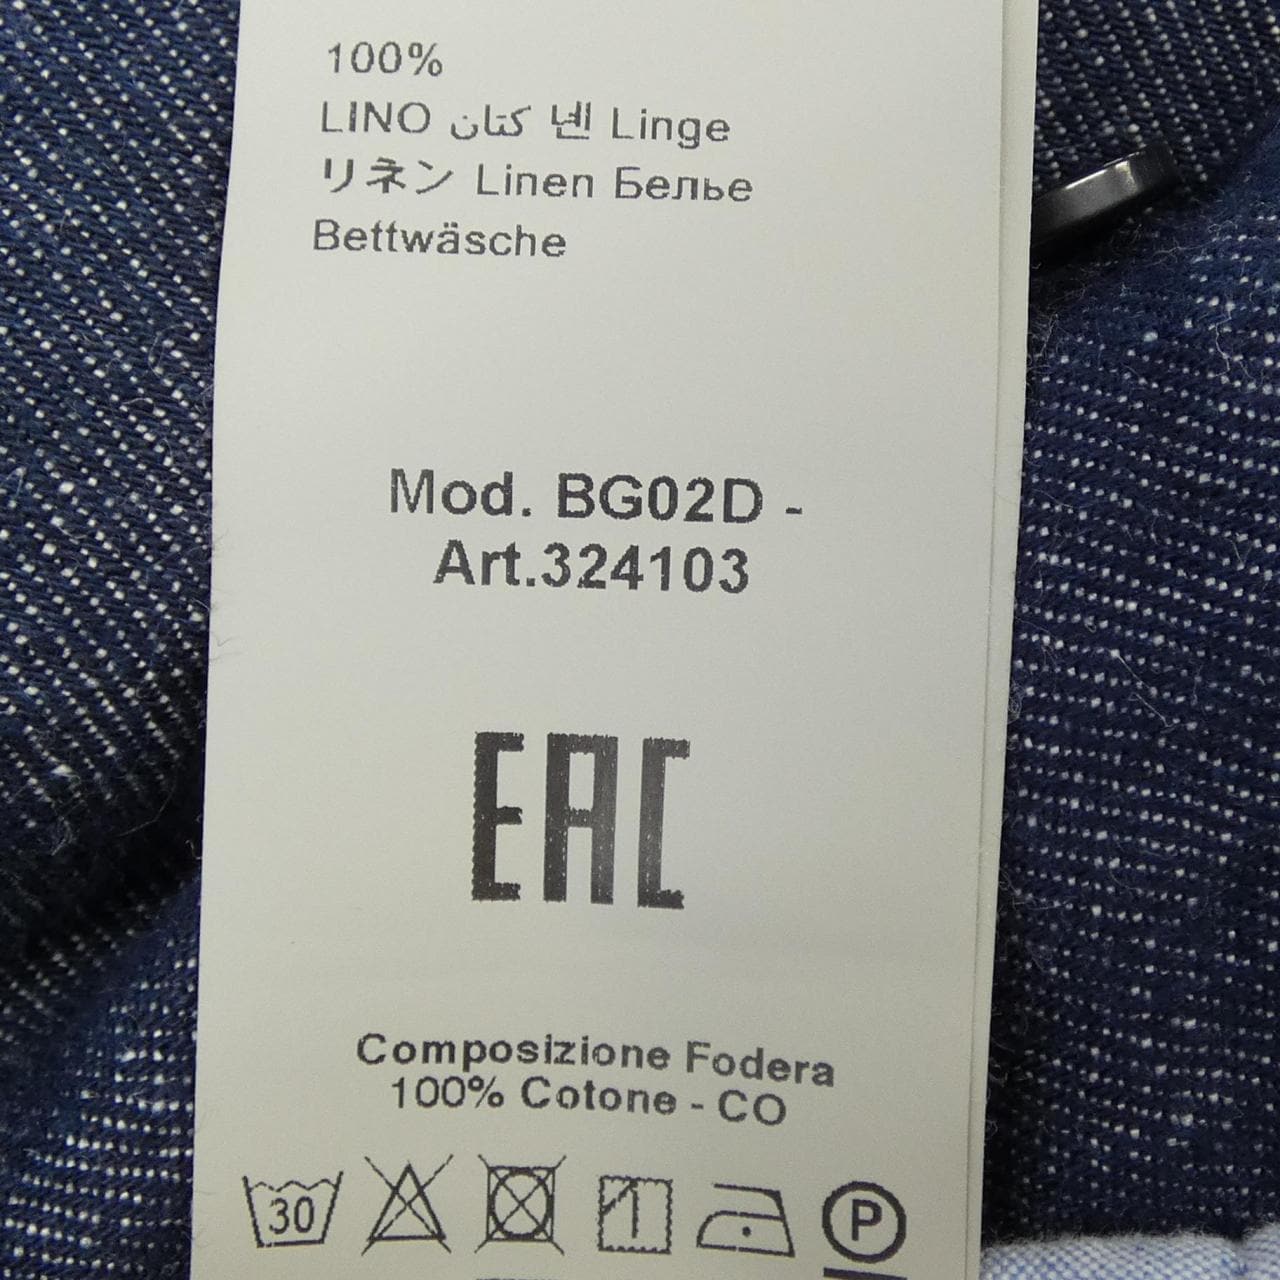 100%
LINO كتان 넨 Linge
リネン Linen Белье
Bettwäsche
Mod. BG02D -
Art.324103
EAC
Composizione Fodera
100% Cotone - CO
30
P